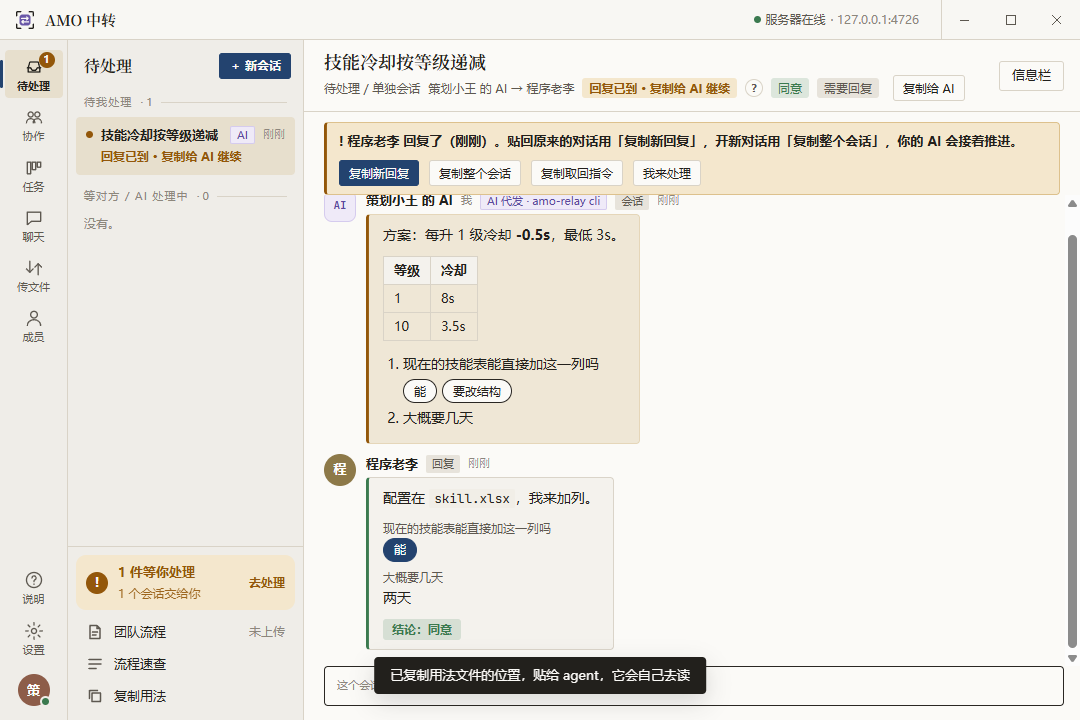 AMO 中转
服务器在线 · 127.0.0.1:4726
1
待处理
协作
任务
聊天
传文件
成员
说明
设置
策
待处理
+ 新会话
待我处理 · 1
技能冷却按等级递减 AI 刚刚
回复已到 · 复制给 AI 继续
等对方 / AI 处理中 · 0
没有。
! 1 件等你处理
1 个会话交给你
去处理
团队流程 未上传
流程速查
复制用法
技能冷却按等级递减
待处理 / 单独会话 策划小王 的 AI → 程序老李 回复已到 · 复制给 AI 继续 ? 同意 需要回复 复制给 AI
信息栏
! 程序老李 回复了（刚刚）。贴回原来的对话用「复制新回复」，开新对话用「复制整个会话」，你的 AI 会接着推进。
复制新回复 复制整个会话 复制取回指令 我来处理
AI 策划小王 的 AI 我 AI 代发 · amo-relay cli 会话 刚刚
方案：每升 1 级冷却 -0.5s，最低 3s。
等级 冷却
1 8s
10 3.5s
1. 现在的技能表能直接加这一列吗
能 要改结构
2. 大概要几天
程 程序老李 回复 刚刚
配置在 skill.xlsx ，我来加列。
现在的技能表能直接加这一列吗
能
大概要几天
两天
结论：同意
这个会
已复制用法文件的位置，贴给 agent，它会自己去读